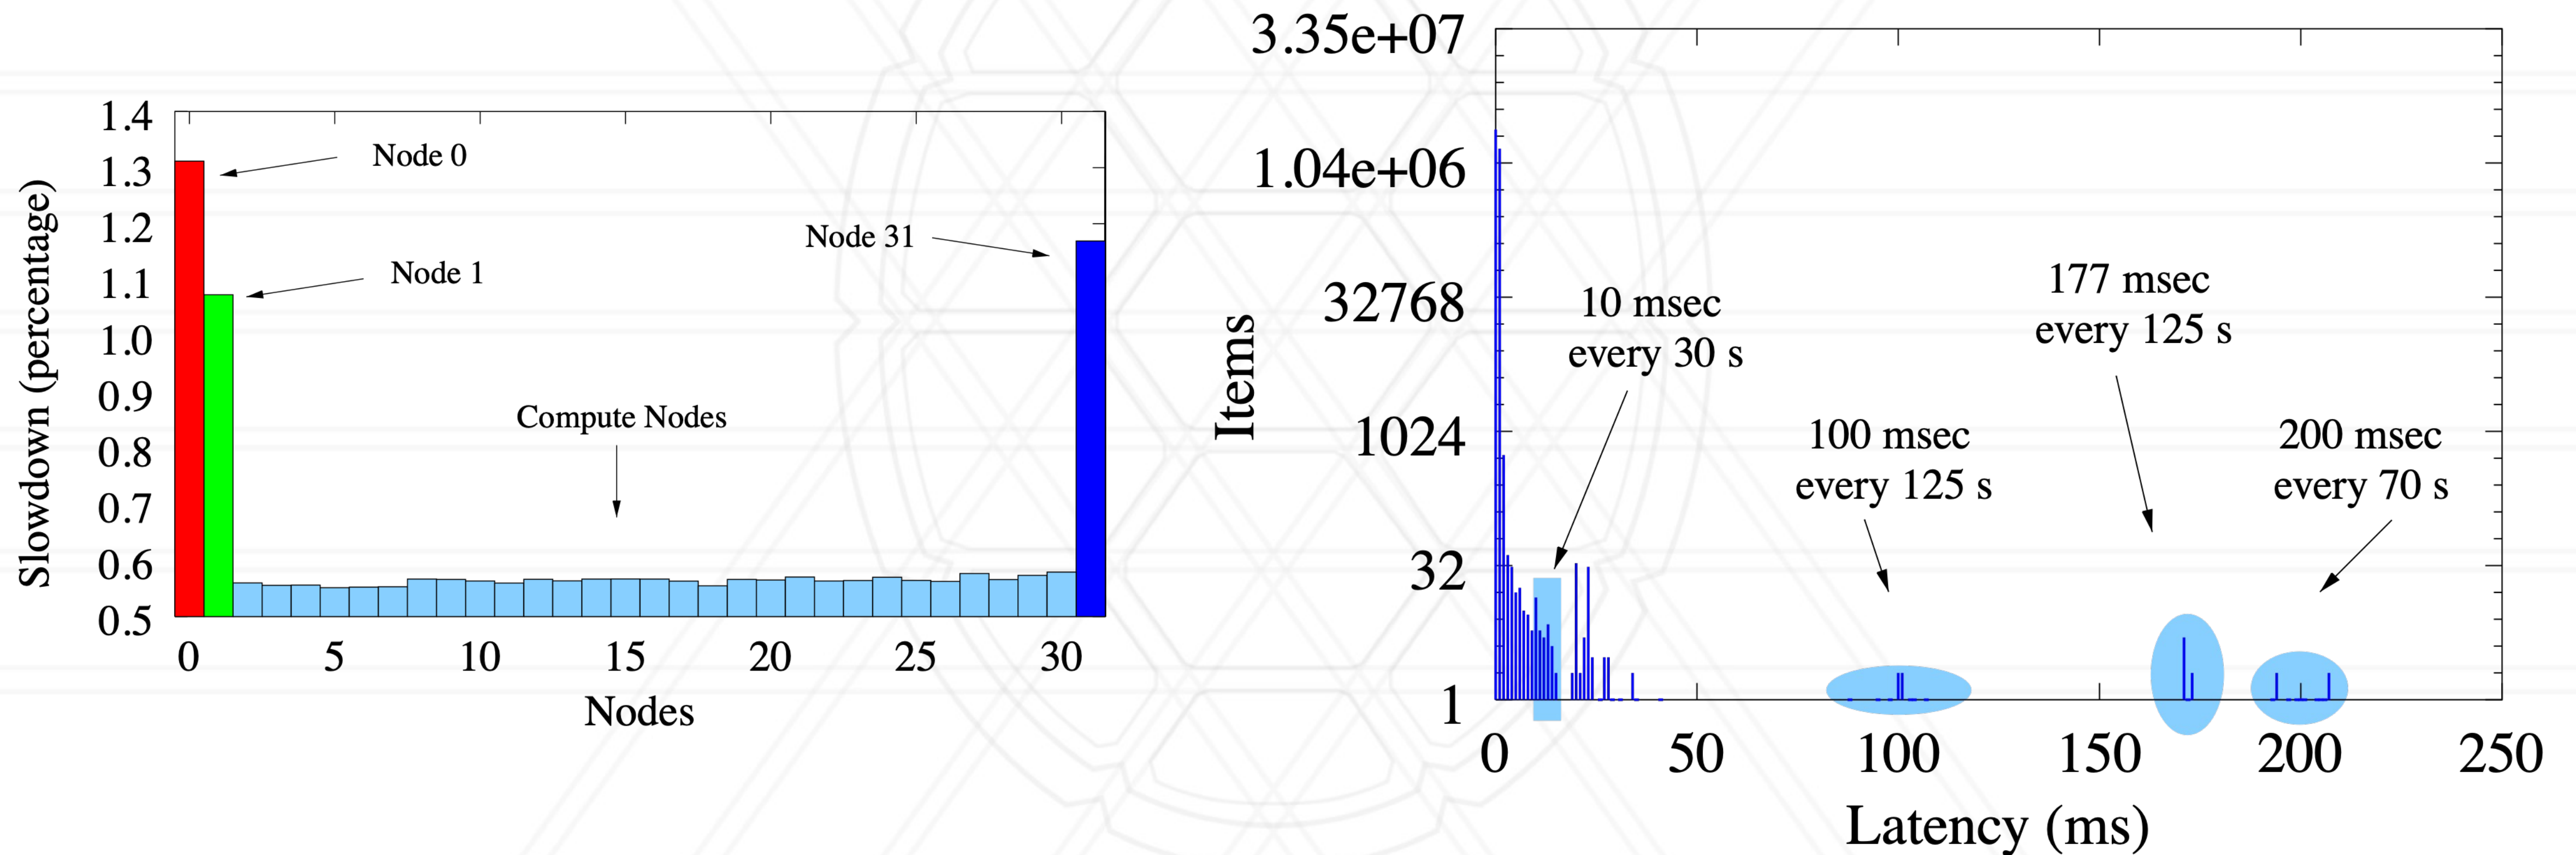 1.4
1.3
1.2
1.1
1.0
0.9
0.8
0.7
0.6
0.5
Slowdown (percentage)
Node 0
Node 1
Node 31
Compute Nodes
0 5 10 15 20 25 30
Nodes
3.35e+07
1.04e+06
32768
1024
32
1
Items
10 msec
every 30 s
100 msec
every 125 s
177 msec
every 125 s
200 msec
every 70 s
0 50 100 150 200 250
Latency (ms)